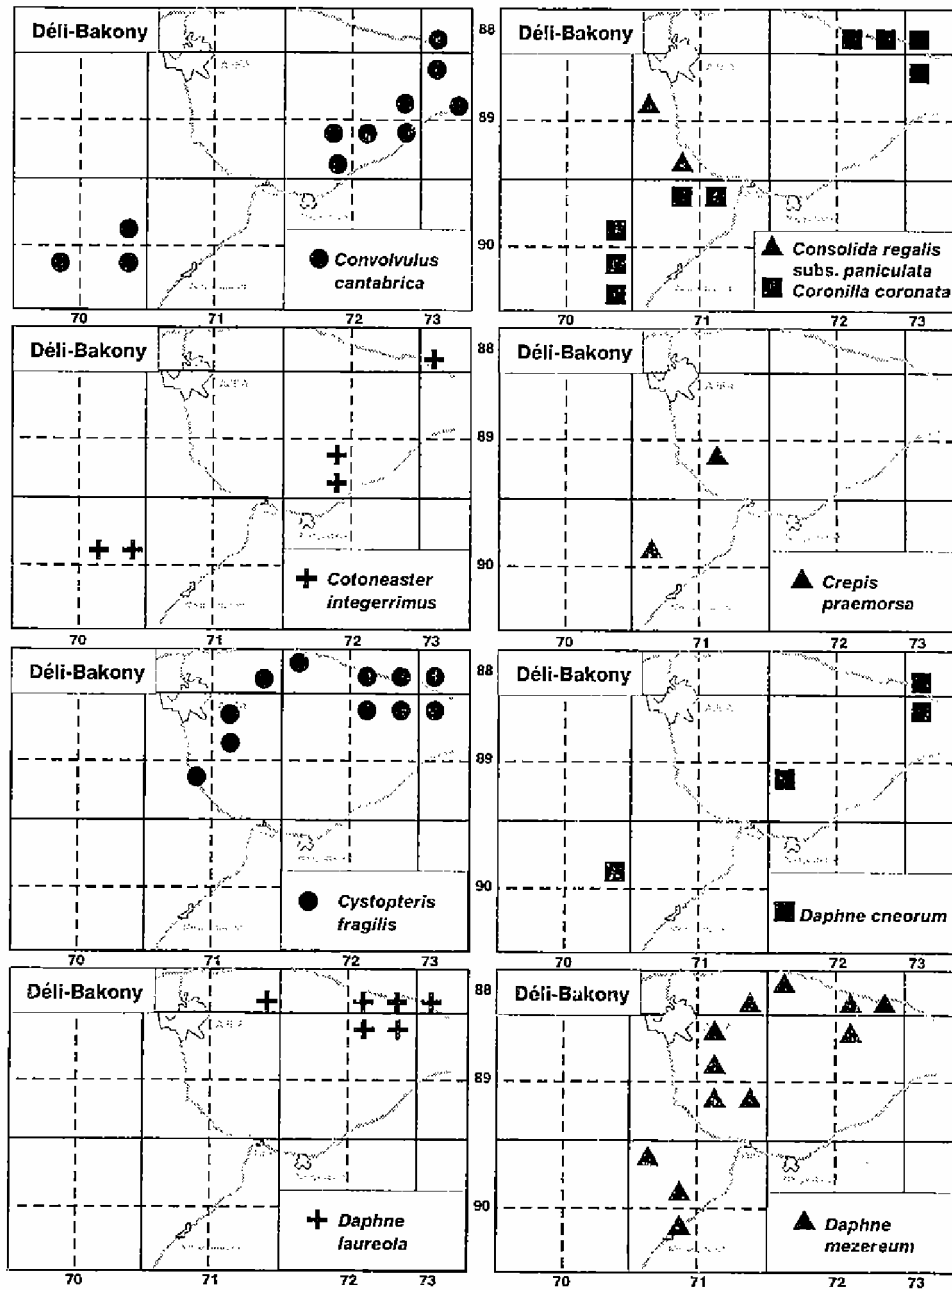 Déli-Bakony
Convolvulus
cantabrica
70 71 72 73
Déli-Bakony
88
89
90
Consolida regalis
subs. paniculata
Coronilla coronata
70 71 72 73
Déli-Bakony
Cotoneaster
integerrimus
70 71 72 73
Déli-Bakony
88
89
90
Crepis
praemorsa
70 71 72 73
Déli-Bakony
Cystopteris
fragilis
70 71 72 73
Déli-Bakony
88
89
90
Daphne cneorum
70 71 72 73
Déli-Bakony
Daphne
laureola
70 71 72 73
Déli-Bakony
88
89
90
Daphne
mezereum
70 71 72 73